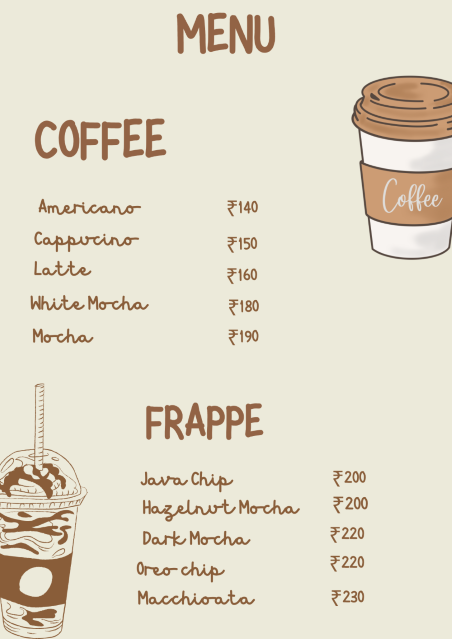 MENU
COFFEE
Coffee
Americano ₹140
Cappucino ₹150
Latte ₹160
White Mocha ₹180
Mocha ₹190
FRAPPE
Java Chip ₹200
Hazelnut Mocha ₹200
Dark Mocha ₹220
Oreo chip ₹220
Macchioata ₹230